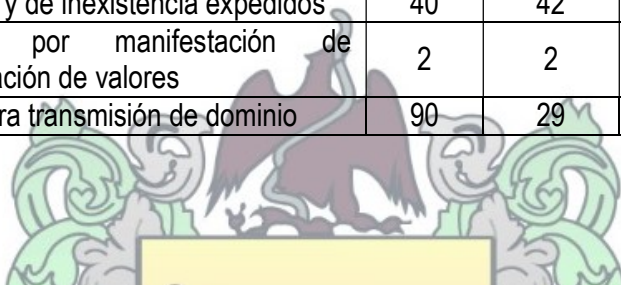 y de inexistencia expedidos 40 42
por manifestación de
ación de valores 2 2
ra transmisión de dominio 90 29